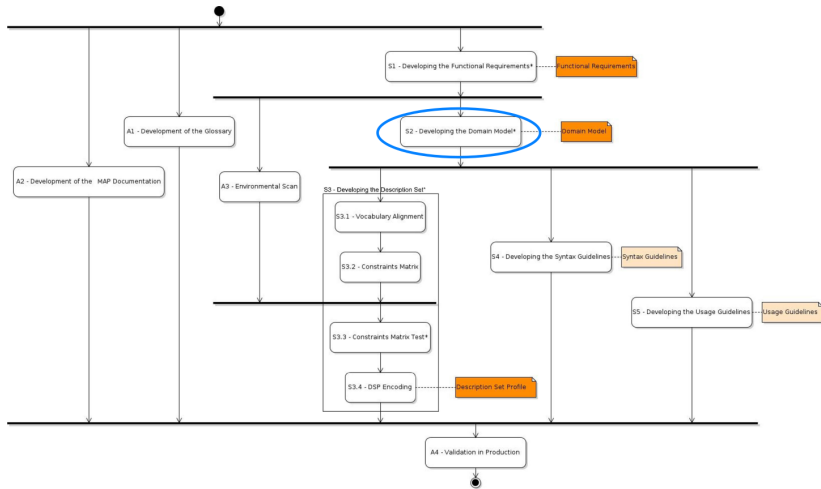 S1 - Developing the Functional Requirements*
Functional Requirements
A1 - Development of the Glossary
S2 - Developing the Domain Model*
Domain Model
A2 - Development of the MAP Documentation
A3 - Environmental Scan
S3 - Developing the Description Set*
S3.1 - Vocabulary Alignment
S3.2 - Constraints Matrix
S4 - Developing the Syntax Guidelines
Syntax Guidelines
S5 - Developing the Usage Guidelines
Usage Guidelines
S3.3 - Constraints Matrix Test*
S3.4 - DSP Encoding
Description Set Profile
A4 - Validation in Production